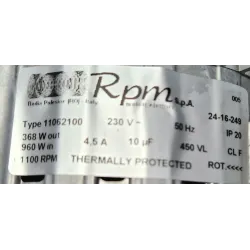 Rpm S.p.A.
000
Type 11062100 230 V~ 50 Hz 24-16-249
368 W out 4,5 A 10 µF 450 VL IP 20
960 W in CL F
1100 RPM THERMALLY PROTECTED ROT.<<<<